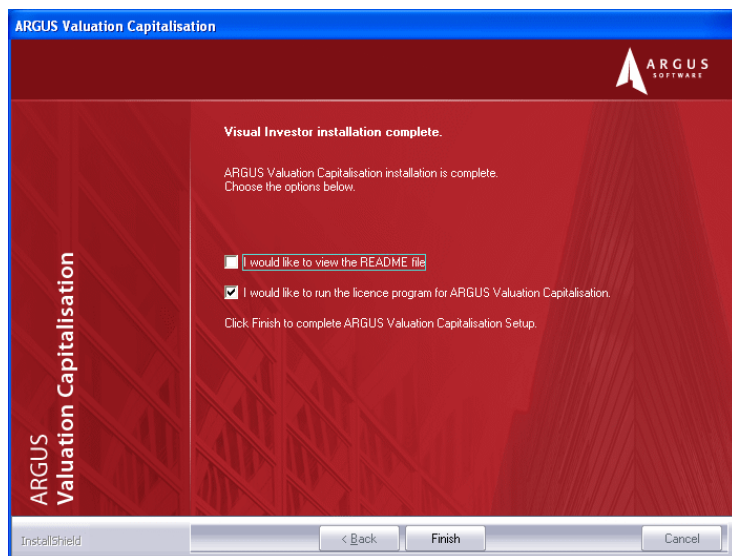 ARGUS Valuation Capitalisation
ARGUS
SOFTWARE
Visual Investor installation complete.
ARGUS Valuation Capitalisation installation is complete.
Choose the options below.
I would like to view the README file
I would like to run the licence program for ARGUS Valuation Capitalisation.
Click Finish to complete ARGUS Valuation Capitalisation Setup.
ARGUS
Valuation Capitalisation
InstallShield
< Back
Finish
Cancel